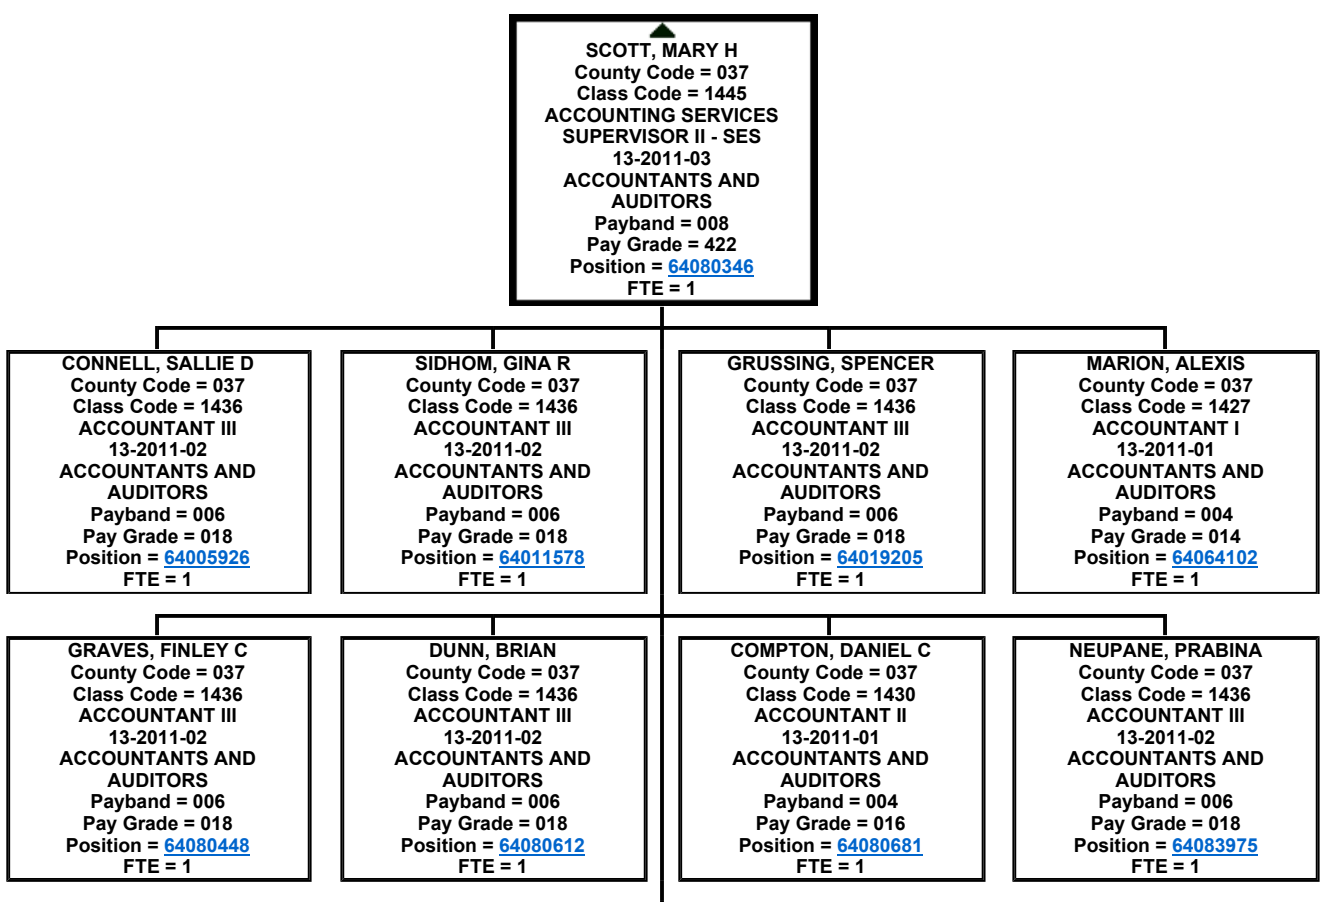 SCOTT, MARY H
County Code = 037
Class Code = 1445
ACCOUNTING SERVICES
SUPERVISOR II - SES
13-2011-03
ACCOUNTANTS AND
AUDITORS
Payband = 008
Pay Grade = 422
Position = 64080346
FTE = 1
CONNELL, SALLIE D
County Code = 037
Class Code = 1436
ACCOUNTANT III
13-2011-02
ACCOUNTANTS AND
AUDITORS
Payband = 006
Pay Grade = 018
Position = 64005926
FTE = 1
SIDHOM, GINA R
County Code = 037
Class Code = 1436
ACCOUNTANT III
13-2011-02
ACCOUNTANTS AND
AUDITORS
Payband = 006
Pay Grade = 018
Position = 64011578
FTE = 1
GRUSSING, SPENCER
County Code = 037
Class Code = 1436
ACCOUNTANT III
13-2011-02
ACCOUNTANTS AND
AUDITORS
Payband = 006
Pay Grade = 018
Position = 64019205
FTE = 1
MARION, ALEXIS
County Code = 037
Class Code = 1427
ACCOUNTANT I
13-2011-01
ACCOUNTANTS AND
AUDITORS
Payband = 004
Pay Grade = 014
Position = 64064102
FTE = 1
GRAVES, FINLEY C
County Code = 037
Class Code = 1436
ACCOUNTANT III
13-2011-02
ACCOUNTANTS AND
AUDITORS
Payband = 006
Pay Grade = 018
Position = 64080448
FTE = 1
DUNN, BRIAN
County Code = 037
Class Code = 1436
ACCOUNTANT III
13-2011-02
ACCOUNTANTS AND
AUDITORS
Payband = 006
Pay Grade = 018
Position = 64080612
FTE = 1
COMPTON, DANIEL C
County Code = 037
Class Code = 1430
ACCOUNTANT II
13-2011-01
ACCOUNTANTS AND
AUDITORS
Payband = 004
Pay Grade = 016
Position = 64080681
FTE = 1
NEUPANE, PRABINA
County Code = 037
Class Code = 1436
ACCOUNTANT III
13-2011-02
ACCOUNTANTS AND
AUDITORS
Payband = 006
Pay Grade = 018
Position = 64083975
FTE = 1